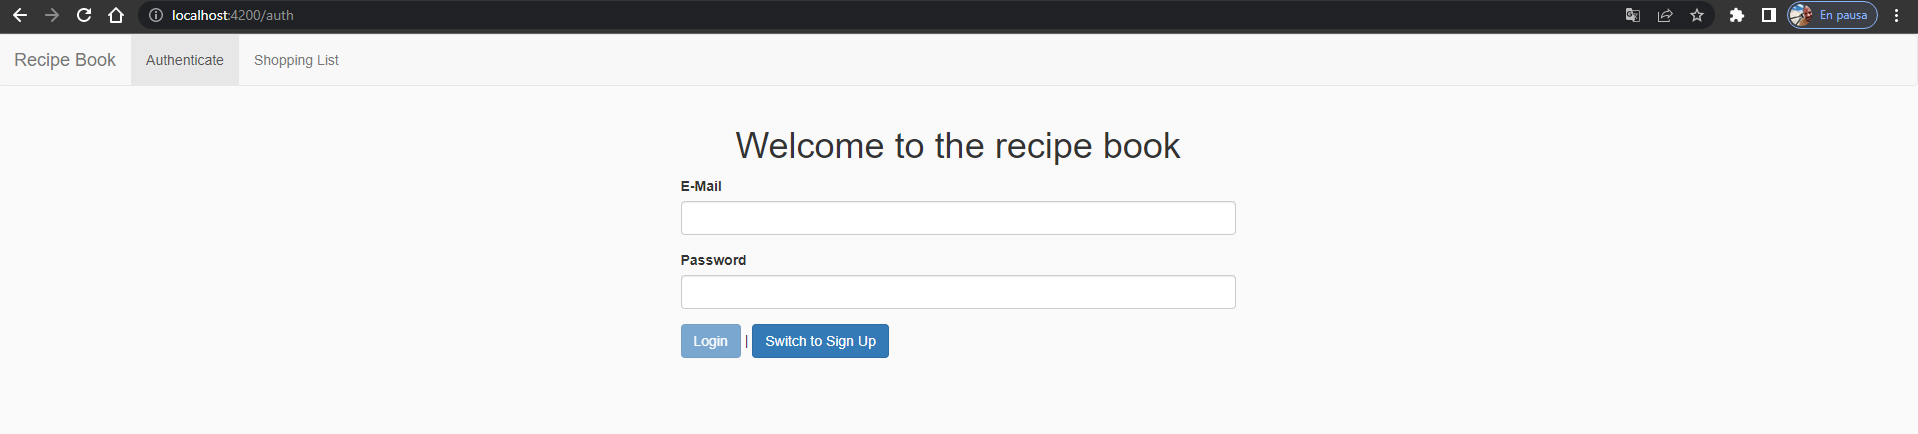 localhost:4200/auth
En pausa
Recipe Book Authenticate Shopping List
Welcome to the recipe book
E-Mail
Password
Login | Switch to Sign Up